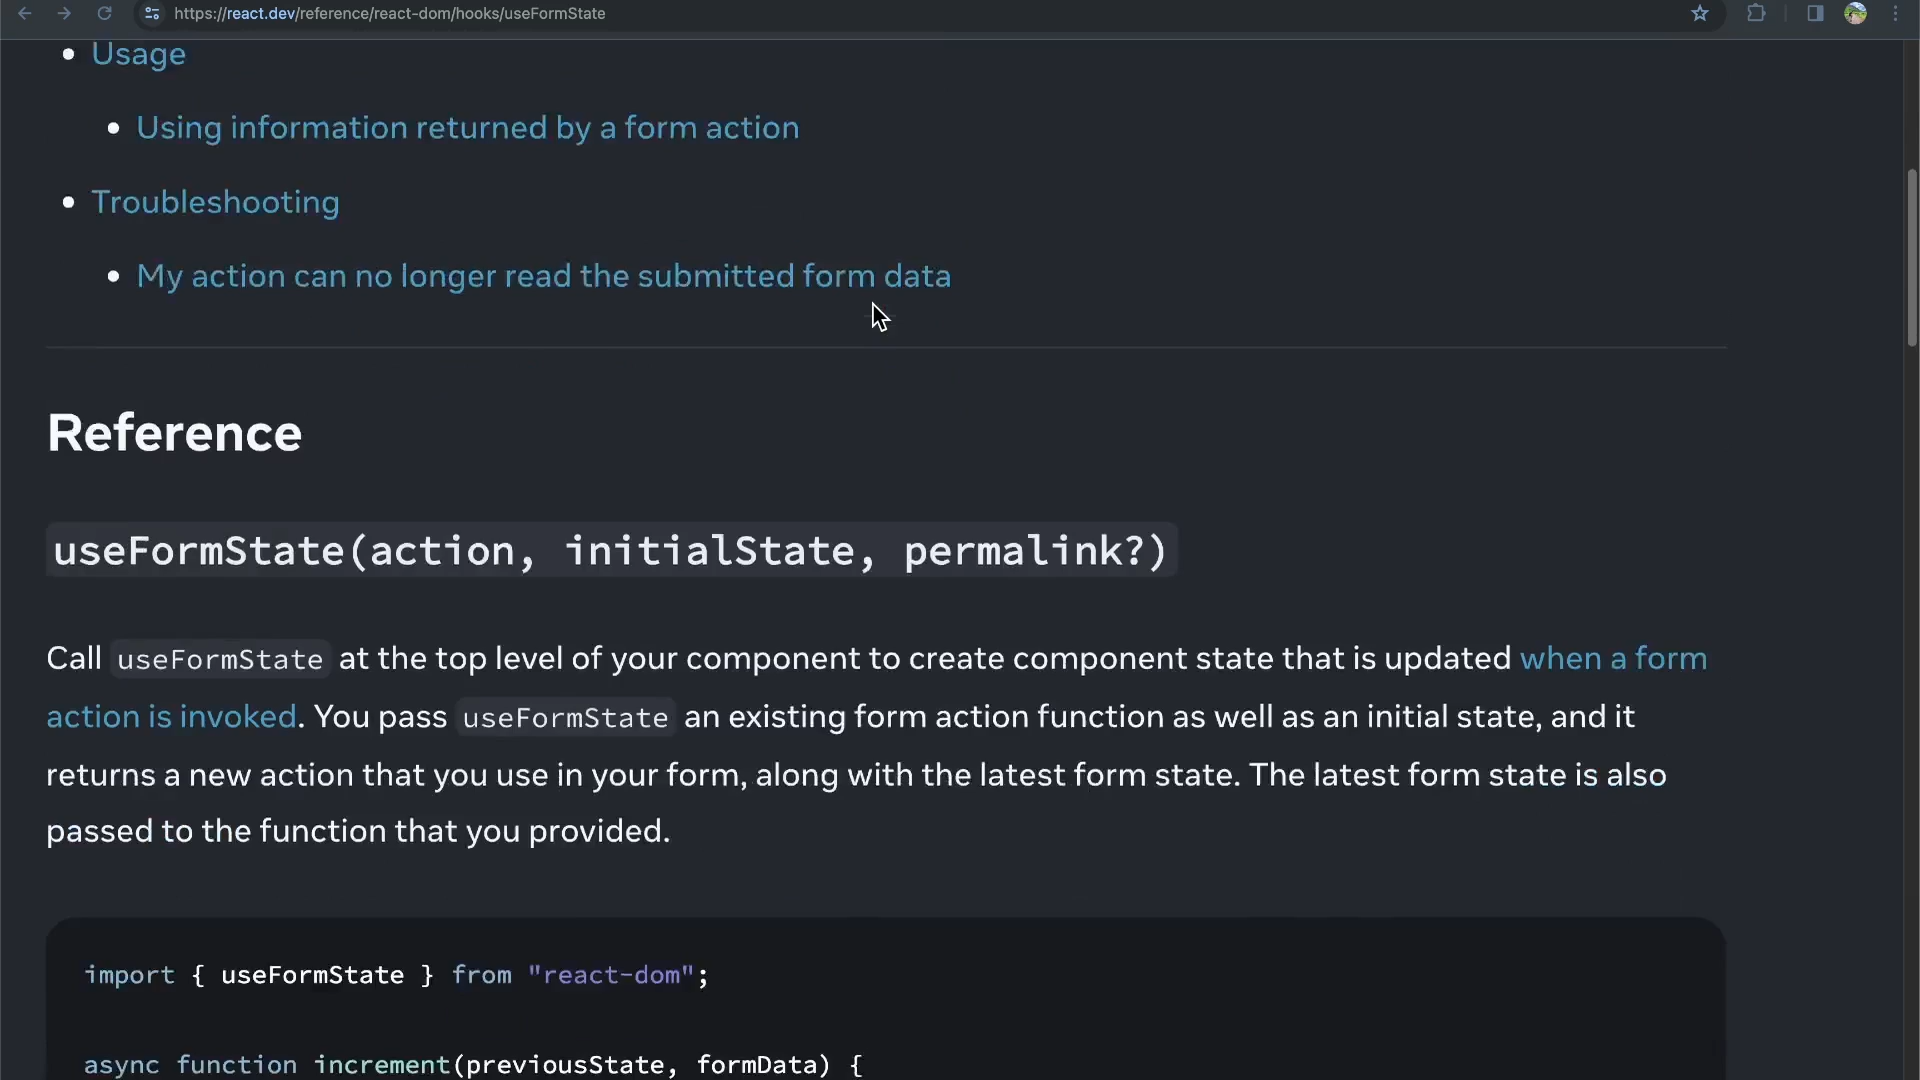 https://react.dev/reference/react-dom/hooks/useFormState
Usage
Using information returned by a form action
Troubleshooting
My action can no longer read the submitted form data
Reference
useFormState(action, initialState, permalink?)
Call useFormState at the top level of your component to create component state that is updated when a form
action is invoked. You pass useFormState an existing form action function as well as an initial state, and it
returns a new action that you use in your form, along with the latest form state. The latest form state is also
passed to the function that you provided.
import { useFormState } from "react-dom";
async function increment(previousState, formData) {